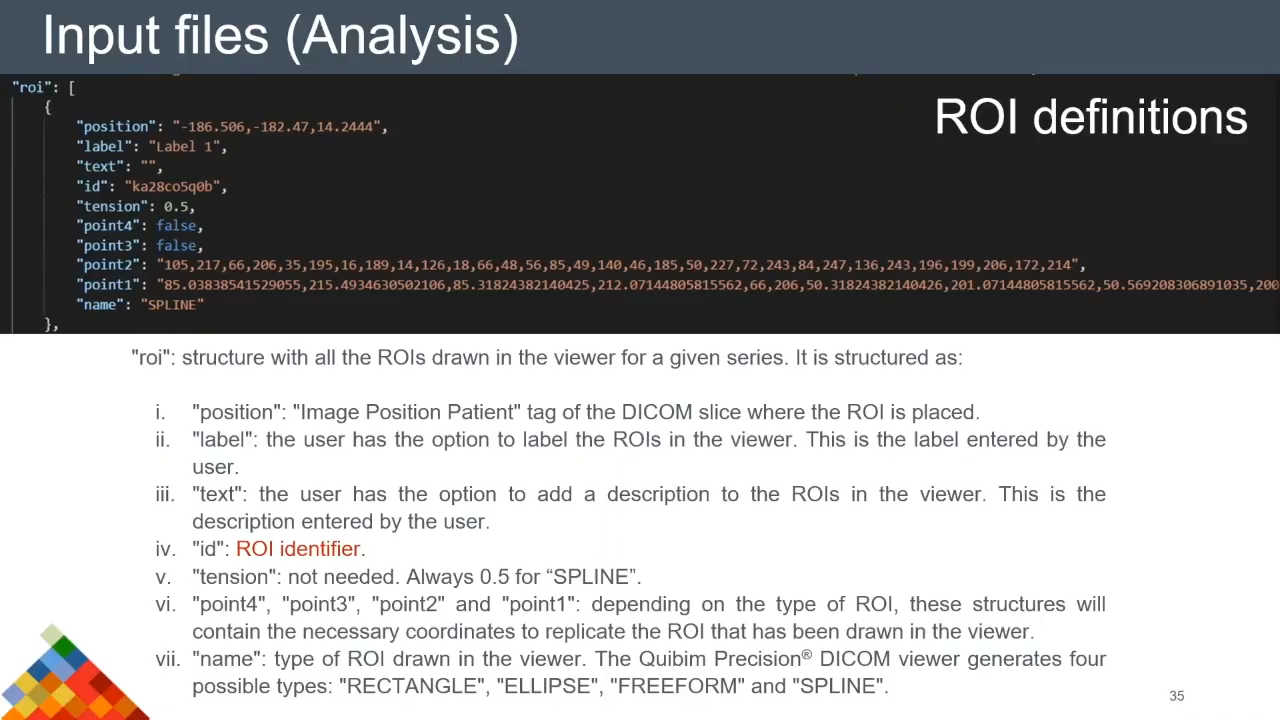 Input files (Analysis)
"roi": [
{
"position": "-186.506,-182.47,14.2444",
ROI definitions
"label": "Label 1",
"text": "",
"id": "ka28co5q0b",
"tension": 0.5,
"point4": false,
"point3": false,
"point2": "105,217,66,206,35,195,16,189,14,126,18,66,48,56,85,49,140,46,185,50,227,72,243,84,247,136,243,196,199,206,172,214",
"point1": "85.03838541529055,215.4934630502106,85.31824382140425,212.07144805815562,66,206,50.31824382140426,201.07144805815562,50.569208306891035,200
"name": "SPLINE"
},
"roi": structure with all the ROIs drawn in the viewer for a given series. It is structured as:
i. "position": "Image Position Patient" tag of the DICOM slice where the ROI is placed.
ii. "label": the user has the option to label the ROIs in the viewer. This is the label entered by the
user.
iii. "text": the user has the option to add a description to the ROIs in the viewer. This is the
description entered by the user.
iv. "id": ROI identifier.
v. "tension": not needed. Always 0.5 for “SPLINE”.
vi. "point4", "point3", "point2" and "point1": depending on the type of ROI, these structures will
contain the necessary coordinates to replicate the ROI that has been drawn in the viewer.
vii. "name": type of ROI drawn in the viewer. The Quibim Precision® DICOM viewer generates four
possible types: "RECTANGLE", "ELLIPSE", "FREEFORM" and "SPLINE".
35